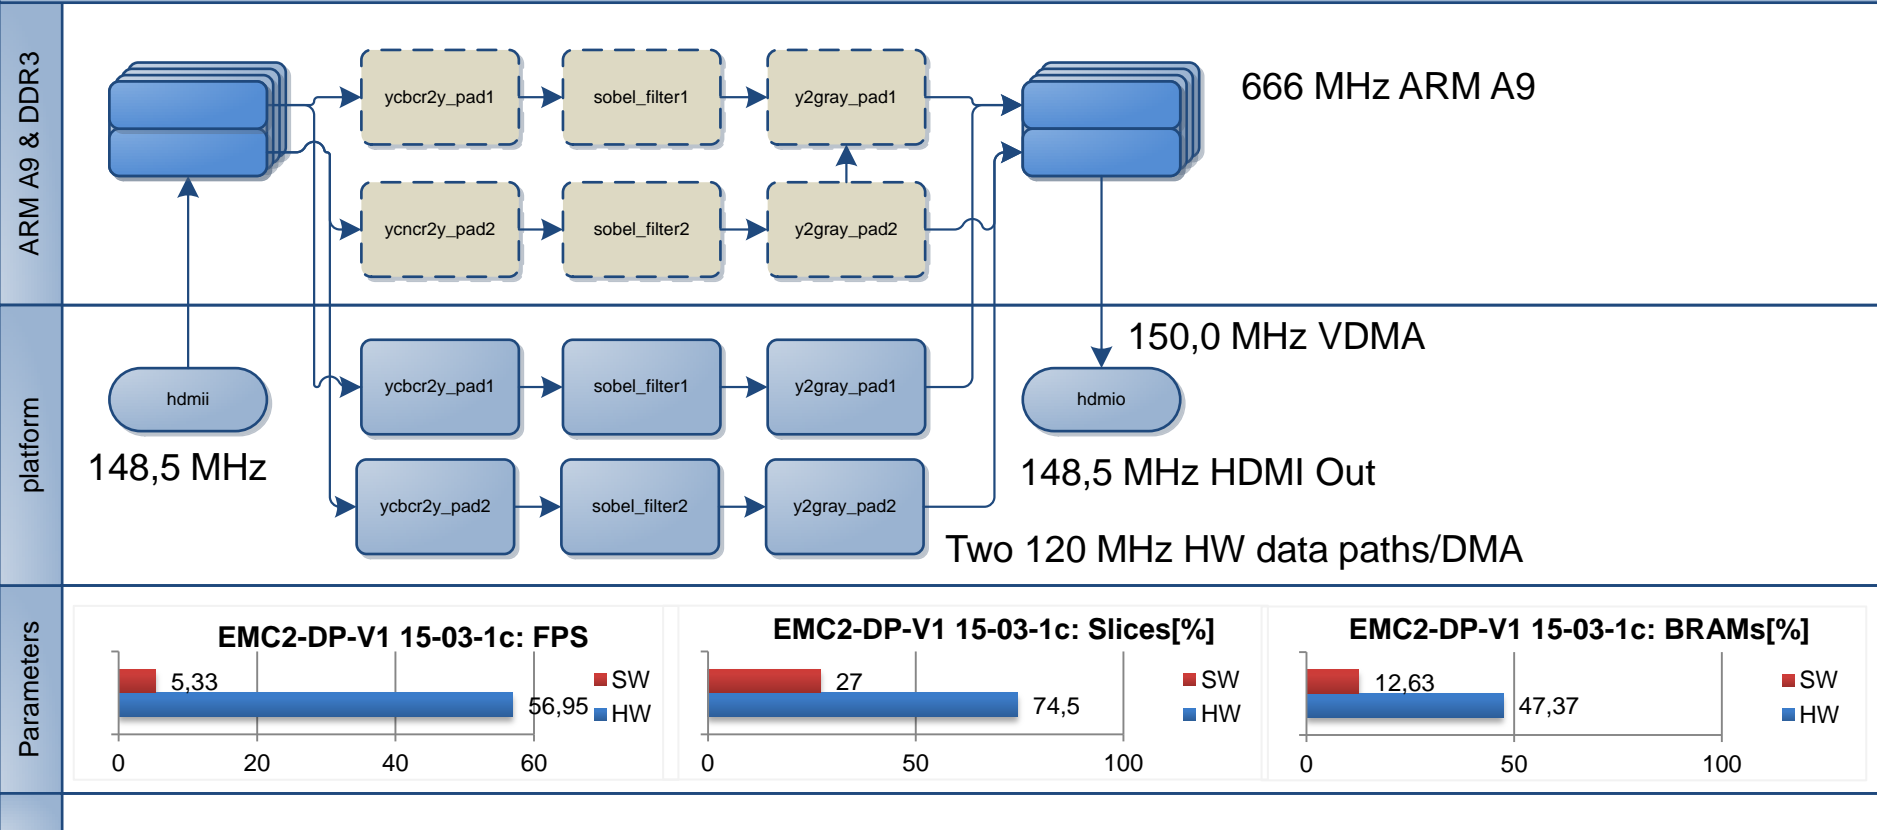 ARM A9 & DDR3
ycbcr2y_pad1
sobel_filter1
y2gray_pad1
666 MHz ARM A9
ycncr2y_pad2
sobel_filter2
y2gray_pad2
platform
150,0 MHz VDMA
hdmii
ycbcr2y_pad1
sobel_filter1
y2gray_pad1
hdmio
148,5 MHz
148,5 MHz HDMI Out
ycbcr2y_pad2
sobel_filter2
y2gray_pad2
Two 120 MHz HW data paths/DMA
Parameters
EMC2-DP-V1 15-03-1c: FPS
5,33
56,95
SW
HW
0 20 40 60
EMC2-DP-V1 15-03-1c: Slices[%]
27
74,5
SW
HW
0 50 100
EMC2-DP-V1 15-03-1c: BRAMs[%]
12,63
47,37
SW
HW
0 50 100